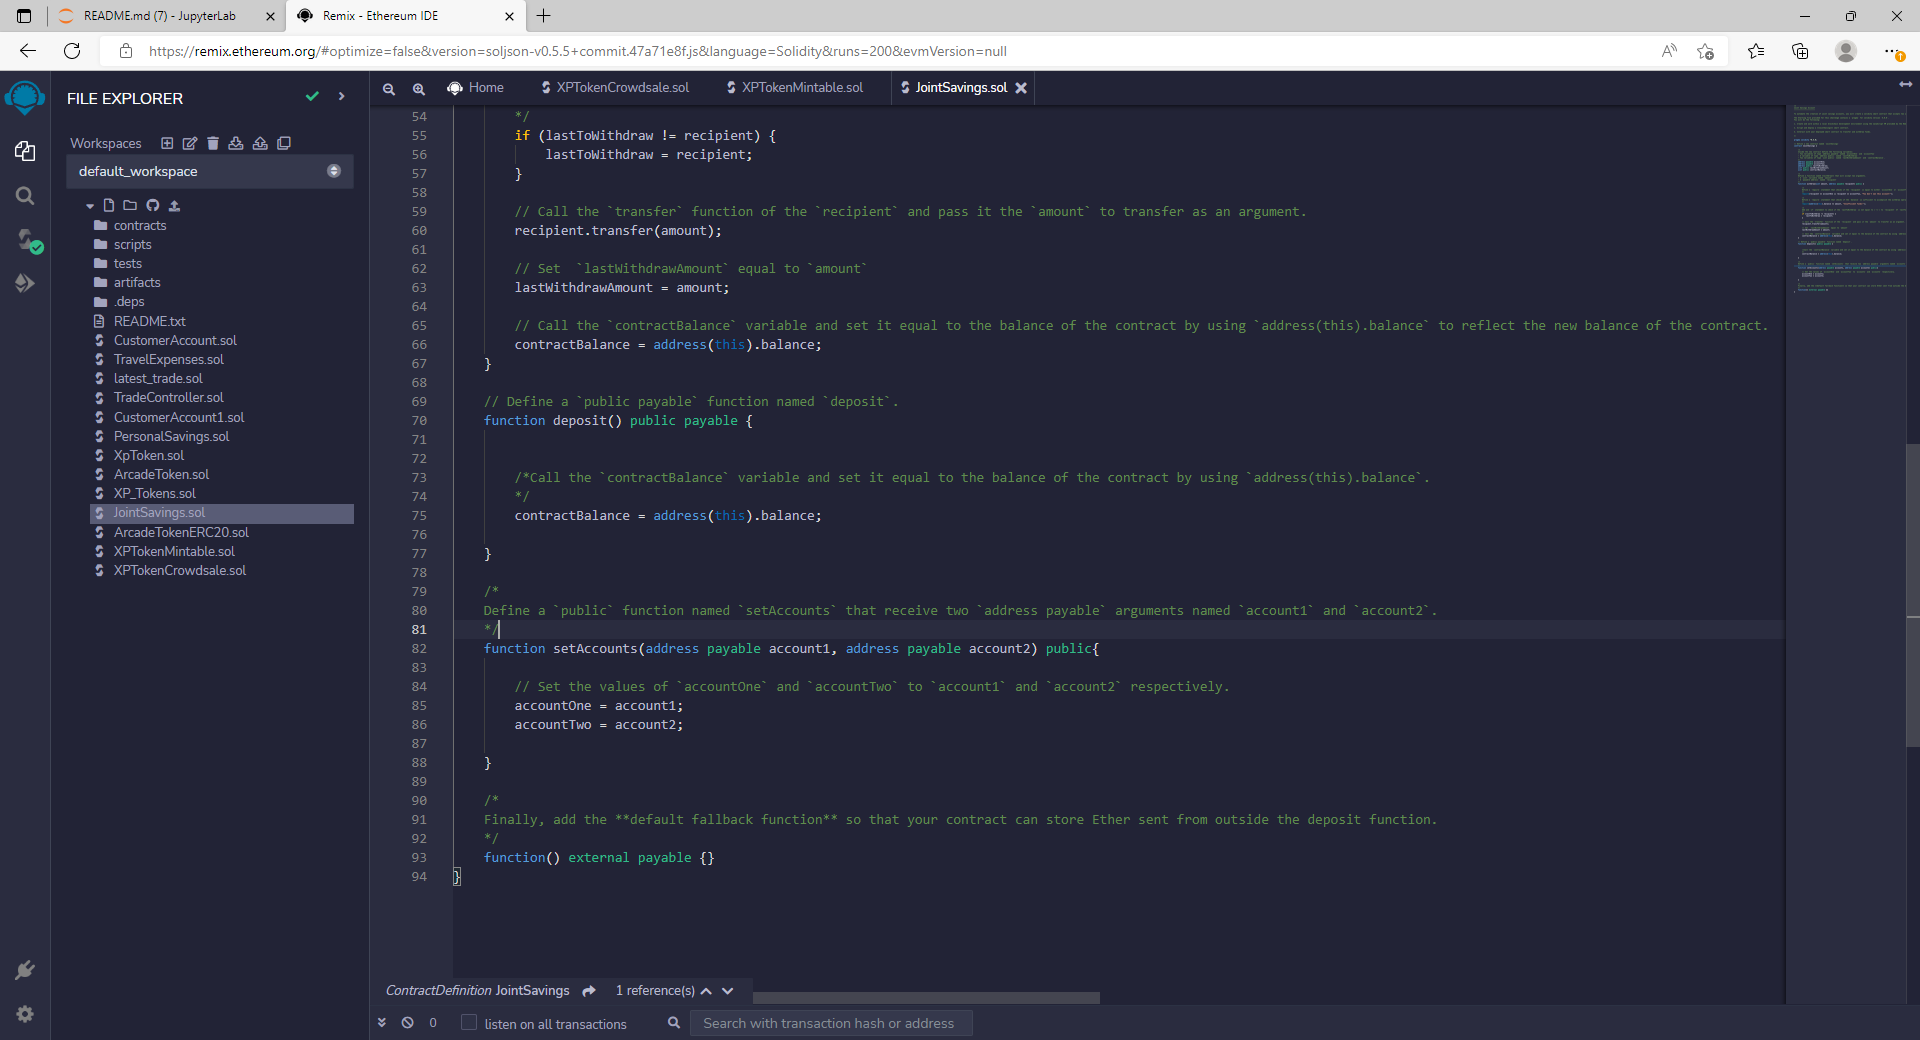 README.md (7) - JupyterLab
Remix - Ethereum IDE
https://remix.ethereum.org/#optimize=false&version=soljson-v0.5.5+commit.47a71e8f.js&language=Solidity&runs=200&evmVersion=null
FILE EXPLORER
Workspaces
default_workspace
contracts
scripts
tests
artifacts
.deps
README.txt
CustomerAccount.sol
TravelExpenses.sol
latest_trade.sol
TradeController.sol
CustomerAccount1.sol
PersonalSavings.sol
XpToken.sol
ArcadeToken.sol
XP_Tokens.sol
JointSavings.sol
ArcadeTokenERC20.sol
XPTokenMintable.sol
XPTokenCrowdsale.sol
Home
XPTokenCrowdsale.sol
XPTokenMintable.sol
JointSavings.sol
54 */
55 if (lastToWithdraw != recipient) {
56 lastToWithdraw = recipient;
57 }
58
59 // Call the `transfer` function of the `recipient` and pass it the `amount` to transfer as an argument.
60 recipient.transfer(amount);
61
62 // Set  `lastWithdrawAmount` equal to `amount`
63 lastWithdrawAmount = amount;
64
65 // Call the `contractBalance` variable and set it equal to the balance of the contract by using `address(this).balance` to reflect the new balance of the contract.
66 contractBalance = address(this).balance;
67 }
68
69 // Define a `public payable` function named `deposit`.
70 function deposit() public payable {
71
72
73 /*Call the `contractBalance` variable and set it equal to the balance of the contract by using `address(this).balance`.
74 */
75 contractBalance = address(this).balance;
76
77 }
78
79 /*
80 Define a `public` function named `setAccounts` that receive two `address payable` arguments named `account1` and `account2`.
81 */
82 function setAccounts(address payable account1, address payable account2) public{
83
84 // Set the values of `accountOne` and `accountTwo` to `account1` and `account2` respectively.
85 accountOne = account1;
86 accountTwo = account2;
87
88 }
89
90 /*
91 Finally, add the **default fallback function** so that your contract can store Ether sent from outside the deposit function.
92 */
93 function() external payable {}
94 }
ContractDefinition JointSavings 1 reference(s)
0 listen on all transactions Search with transaction hash or address